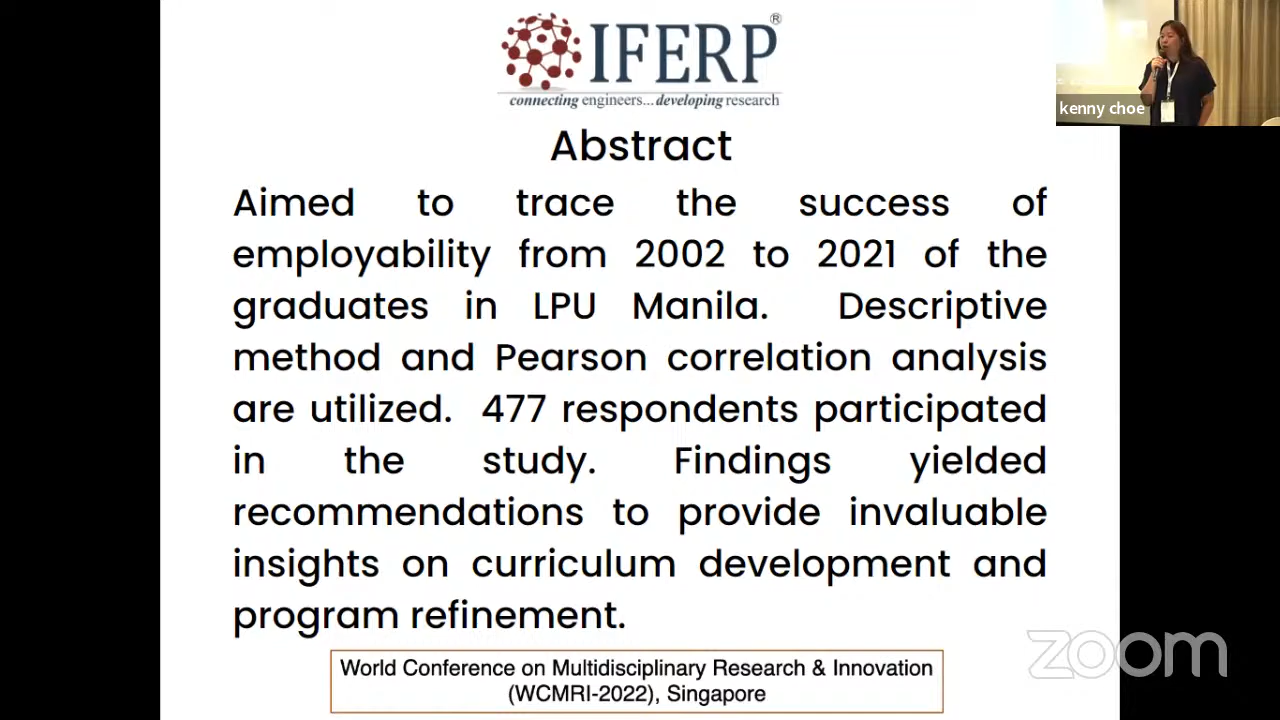 IFERP®
connecting engineers... developing research
kenny choe
Abstract
Aimed to trace the success of
employability from 2002 to 2021 of the
graduates in LPU Manila. Descriptive
method and Pearson correlation analysis
are utilized. 477 respondents participated
in the study. Findings yielded
recommendations to provide invaluable
insights on curriculum development and
program refinement.
World Conference on Multidisciplinary Research & Innovation
(WCMRI-2022), Singapore
zoom